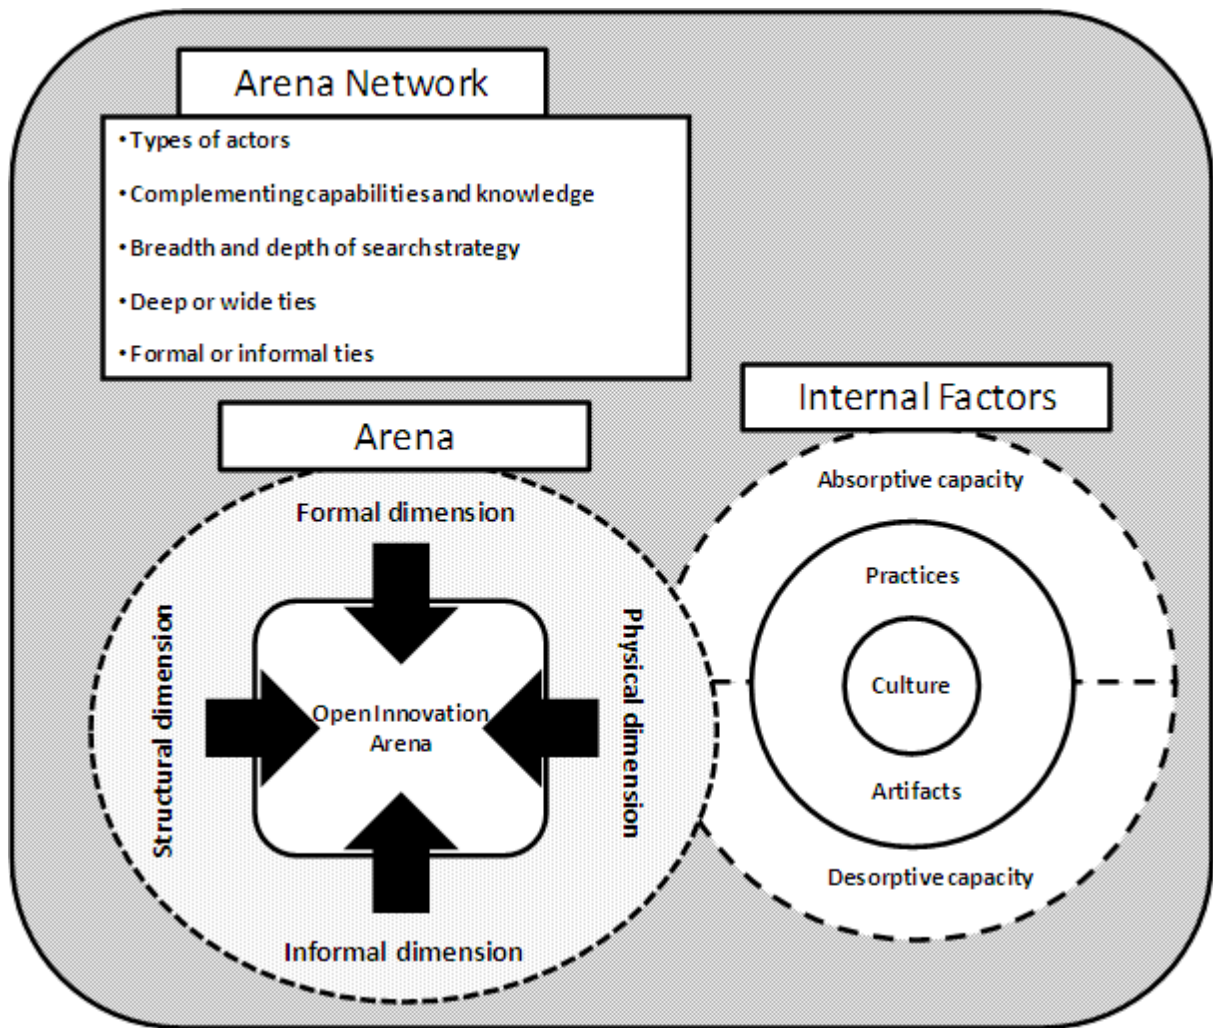 Arena Network
•Types of actors
•Complementing capabilities and knowledge
•Breadth and depth of search strategy
•Deep or wide ties
•Formal or informal ties
Arena
Formal dimension
Structural dimension
Open Innovation
Arena
Physical dimension
Informal dimension
Internal Factors
Absorptive capacity
Practices
Culture
Artifacts
Desorptive capacity